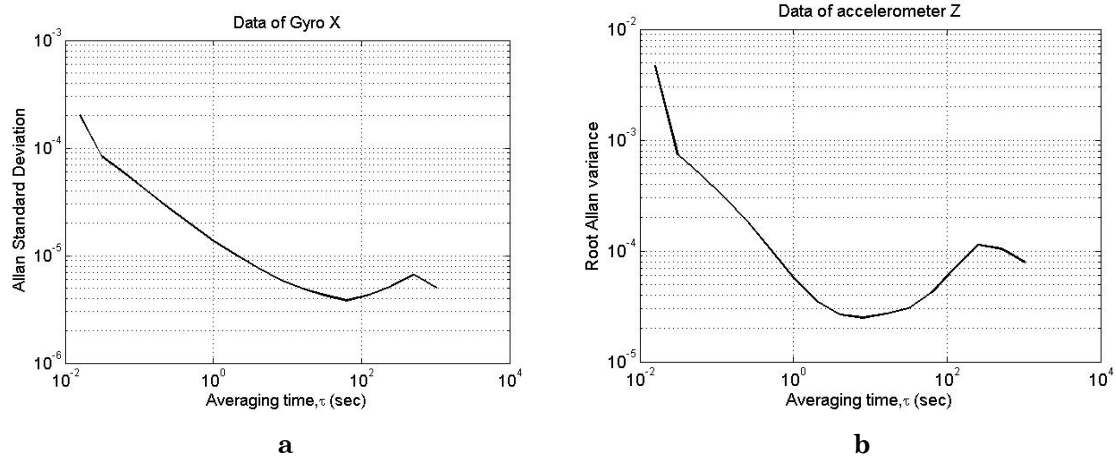 Data of Gyro X
Allan Standard Deviation
10^-3
10^-4
10^-5
10^-6
10^-2
10^0
10^2
10^4
Averaging time,τ (sec)
a
Data of accelerometer Z
Root Allan variance
10^-2
10^-3
10^-4
10^-5
10^-2
10^0
10^2
10^4
Averaging time,τ (sec)
b